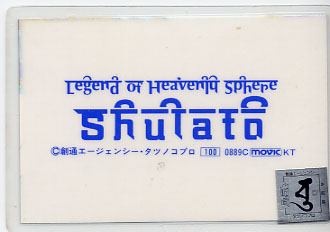 Legend of Heavenly Sphere
Shulato
©創通エージェンシー・タツノコプロ 100 0889C movic KT